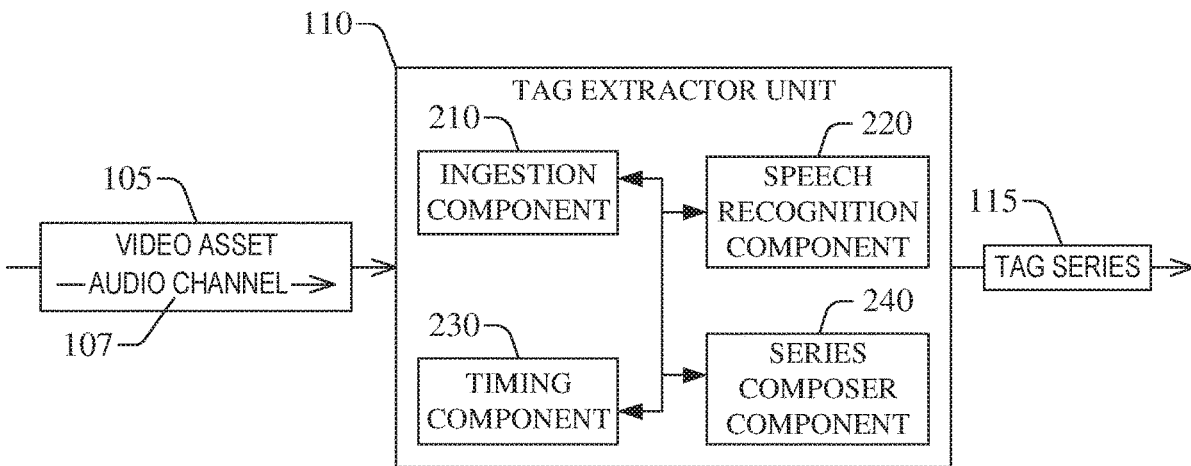 110
TAG EXTRACTOR UNIT
210
INGESTION
COMPONENT
220
SPEECH
RECOGNITION
COMPONENT
105
VIDEO ASSET
AUDIO CHANNEL
107
115
TAG SERIES
230
TIMING
COMPONENT
240
SERIES
COMPOSER
COMPONENT